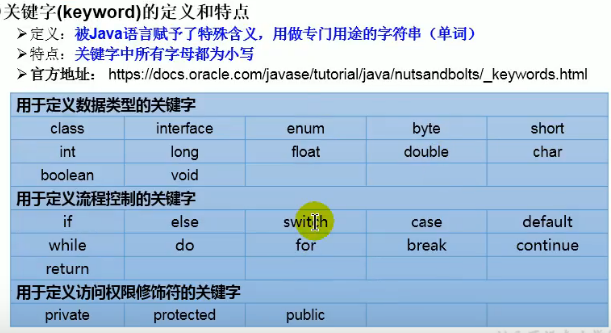 关键字(keyword)的定义和特点
定义：被Java语言赋予了特殊含义，用做专门用途的字符串（单词）
特点：关键字中所有字母都为小写
官方地址： https://docs.oracle.com/javase/tutorial/java/nutsandbolts/_keywords.html
用于定义数据类型的关键字
class interface enum byte short
int long float double char
boolean void
用于定义流程控制的关键字
if else switch case default
while do for break continue
return
用于定义访问权限修饰符的关键字
private protected public